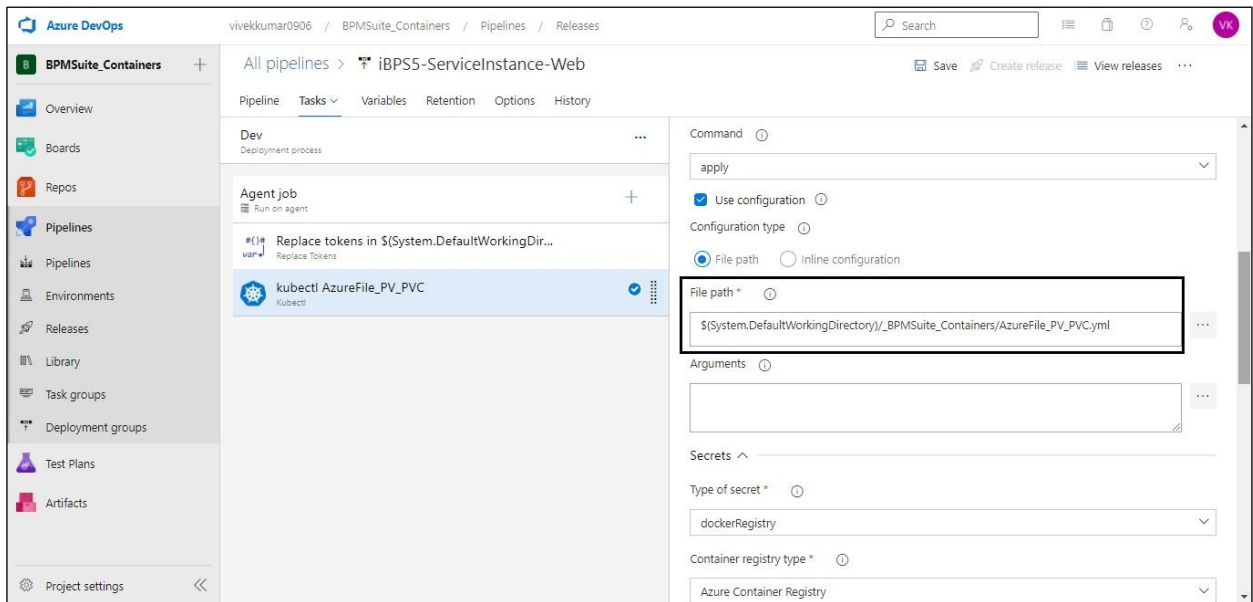 Azure DevOps
vivekkumar0906 / BPMSuite_Containers / Pipelines / Releases
Search
VK
B BPMSuite_Containers
Overview
Boards
Repos
Pipelines
Pipelines
Environments
Releases
Library
Task groups
Deployment groups
Test Plans
Artifacts
Project settings
All pipelines > iBPS5-ServiceInstance-Web
Save Create release View releases ...
Pipeline Tasks Variables Retention Options History
Dev
Deployment process
...
Agent job
Run on agent
#{}#
var
Replace tokens in $(System.DefaultWorkingDir...
Replace Tokens
kubectl AzureFile_PV_PVC
Kubectl
Command
apply
Use configuration
Configuration type
File path Inline configuration
File path *
$(System.DefaultWorkingDirectory)/_BPMSuite_Containers/AzureFile_PV_PVC.yml
...
Arguments
...
Secrets
Type of secret *
dockerRegistry
Container registry type *
Azure Container Registry